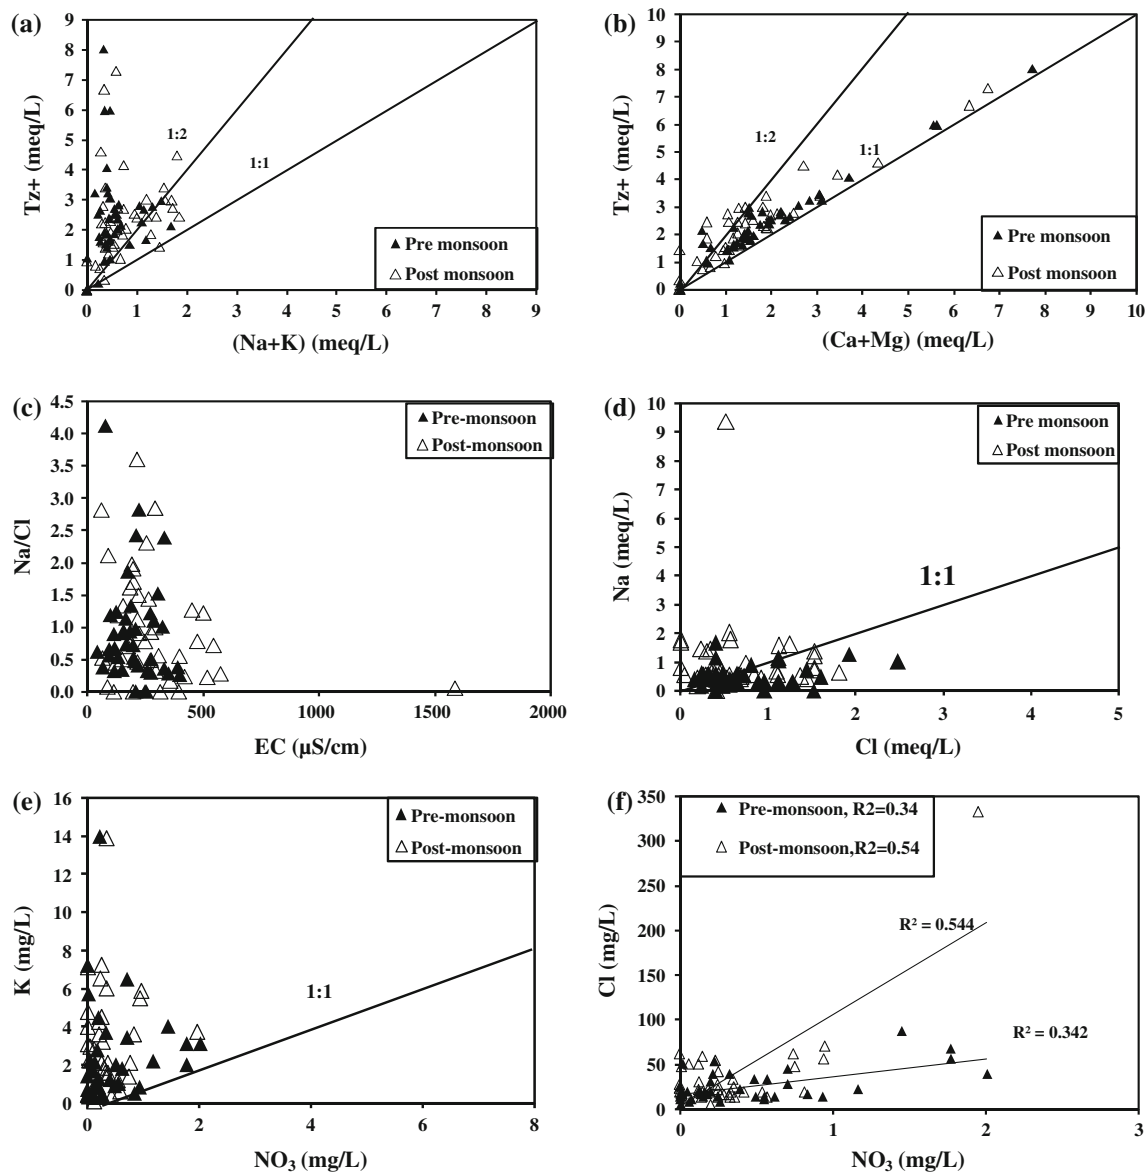 (a)
9
8
7
6
5
4
3
2
1
0
Tz+ (meq/L)
1:2
1:1
Pre monsoon
Post monsoon
0 1 2 3 4 5 6 7 8 9
(Na+K) (meq/L)
(b)
10
9
8
7
6
5
4
3
2
1
0
Tz+ (meq/L)
1:2
1:1
Pre monsoon
Post monsoon
0 1 2 3 4 5 6 7 8 9 10
(Ca+Mg) (meq/L)
(c)
4.5
4.0
3.5
3.0
2.5
2.0
1.5
1.0
0.5
0.0
Na/Cl
Pre-monsoon
Post-monsoon
0 500 1000 1500 2000
EC (µS/cm)
(d)
10
9
8
7
6
5
4
3
2
1
0
Na (meq/L)
1:1
Pre monsoon
Post monsoon
0 1 2 3 4 5
Cl (meq/L)
(e)
16
14
12
10
8
6
4
2
0
K (mg/L)
1:1
Pre-monsoon
Post-monsoon
0 2 4 6 8
NO₃ (mg/L)
(f)
350
300
250
200
150
100
50
0
Cl (mg/L)
Pre-monsoon, R2=0.34
Post-monsoon,R2=0.54
R² = 0.544
R² = 0.342
0 1 2 3
NO₃ (mg/L)